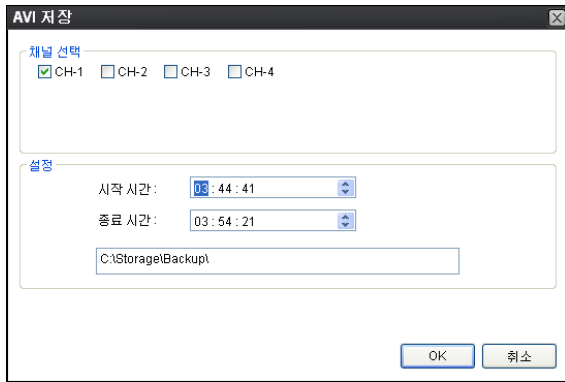 AVI 저장
채널 선택
CH-1 CH-2 CH-3 CH-4
설정
시작 시간 : 03 : 44 : 41
종료 시간 : 03 : 54 : 21
C:\Storage\Backup\
OK 취소